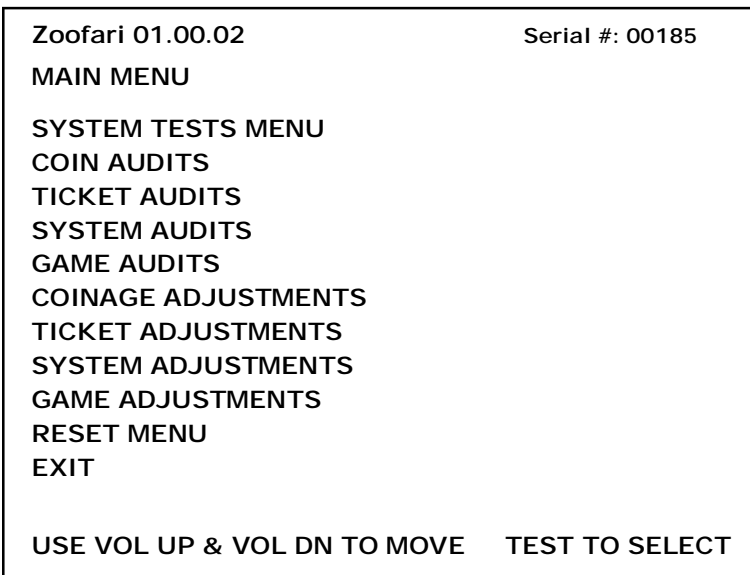 Zoofari 01.00.02 Serial #: 00185
MAIN MENU
SYSTEM TESTS MENU
COIN AUDITS
TICKET AUDITS
SYSTEM AUDITS
GAME AUDITS
COINAGE ADJUSTMENTS
TICKET ADJUSTMENTS
SYSTEM ADJUSTMENTS
GAME ADJUSTMENTS
RESET MENU
EXIT
USE VOL UP & VOL DN TO MOVE TEST TO SELECT